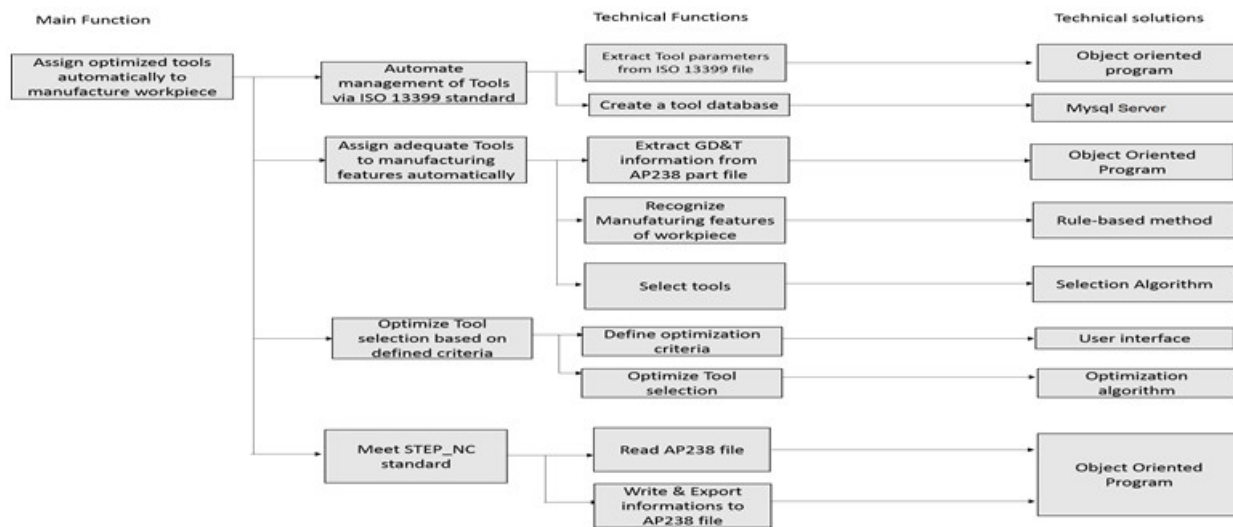 Main Function
Technical Functions
Technical solutions
Assign optimized tools
automatically to
manufacture workpiece
Automate
management of Tools
via ISO 13399 standard
Extract Tool parameters
from ISO 13399 file
Object oriented
program
Create a tool database
Mysql Server
Assign adequate Tools
to manufacturing
features automatically
Extract GD&T
information from
AP238 part file
Object Oriented
Program
Recognize
Manufaturing features
of workpiece
Rule-based method
Select tools
Selection Algorithm
Optimize Tool
selection based on
defined criteria
Define optimization
criteria
User interface
Optimize Tool
selection
Optimization
algorithm
Meet STEP_NC
standard
Read AP238 file
Object Oriented
Program
Write & Export
informations to
AP238 file